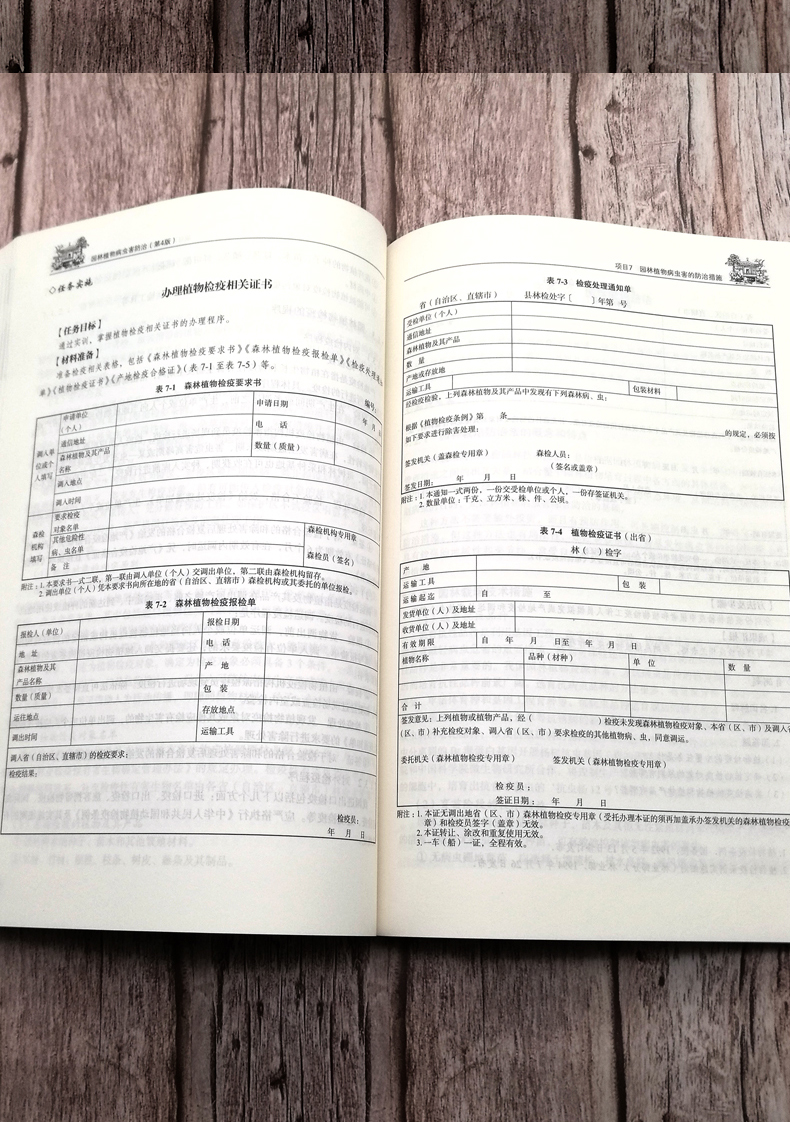 园林植物病虫害防治(第4版)
◇任务实施
办理植物检疫相关证书
【任务目标】
通过实训,掌握植物检疫相关证书的办理程序。
【材料准备】
准备检疫相关表格,包括《森林植物检疫要求书》《森林植物检疫报检单》《检疫处理通知
单》《植物检疫证书》《产地检疫合格证》(表7-1至表7-5)等。
表 7-1 森林植物检疫要求书
编号:
调入单位或个人填写
申请单位(个人)
申请日期
年 月
通信地址
电 话
森林植物及其产品名称
数量(质量)
调入地点
调入时间
森检机构填写
要求检疫对象名单
其他危险性病、虫名单
森检机构专用章
备 注
森检员(签名)
附注:1. 本要求书一式二联,第一联由调入单位(个人)交调出单位,第二联由森检机构留存。
2. 调出单位(个人)凭本要求书向所在地的省(自治区、直辖市)森检机构或其委托的单位报检。
表 7-2 森林植物检疫报检单
报检人(单位)
报检日期
地 址
电 话
森林植物及其产品名称
产 地
数量(质量)
包 装
运往地点
存放地点
调出时间
运输工具
调入省(自治区、直辖市)的检疫要求:
检疫结果:
检疫员:
年 月 日
项目7 园林植物病虫害的防治措施
表 7-3 检疫处理通知单
省(自治区、直辖市) 县林检处字[ ]年第 号
受检单位(个人)
通信地址
森林植物及其产品
数 量
产地或存放地
运输工具
包装材料
经检疫检验,上列森林植物及其产品中发现有下列森林病、虫:
根据《植物检疫条例》第 条 的规定,必须按
如下要求进行除害处理:
签发机关(盖森检专用章) 森检人员:
(签名或盖章)
签发日期: 年 月 日
附注:1. 本通知一式两份,一份交受检单位或个人,一份存签证机关。
2. 数量单位:千克、立方米、株、件、公顷。
表 7-4 植物检疫证书(出省)
林( )检字
产 地
运输工具
包 装
运输起讫
自 至
发货单位(人)及地址
收货单位(人)及地址
有效期限
自 年 月 日至 年 月 日
植物名称 品种(材种) 单 位 数 量
合 计
签发意见:上列植物或植物产品,经( )检疫未发现森林植物检疫对象、本省(区、市)及调入省
(区、市)补充检疫对象、调入省(区、市)要求检疫的其他植物病、虫,同意调运。
委托机关(森林植物检疫专用章) 签发机关(森林植物检疫专用章)
检疫员:
签证日期: 年 月 日
附注:1. 本证无调出地省(区、市)森林植物检疫专用章(受托办理本证的须再加盖承办签发机关的森林植物检疫
章)和检疫员签字(盖章)无效。
2. 本证转让、涂改和重复使用无效。
3. 一车(船)一证,全程有效。